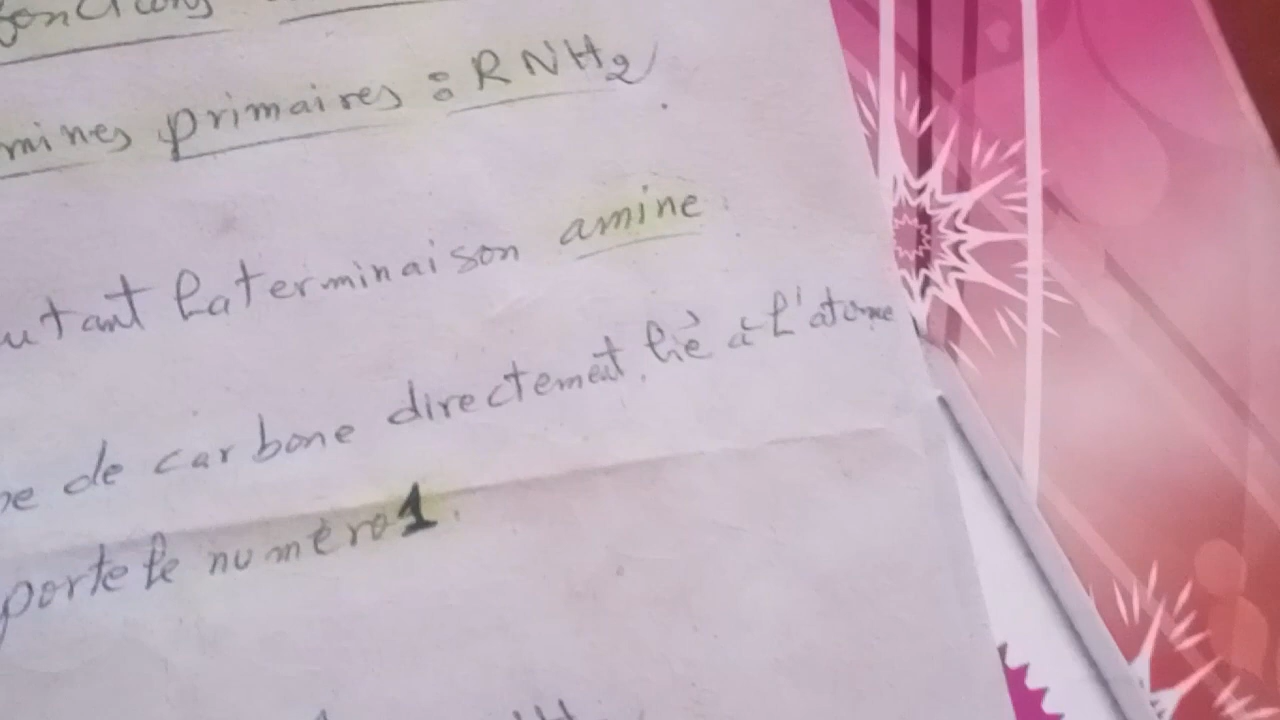 fonctions
mines primaires : RNH2.
utant la terminaison amine.
de carbone directement lié à l'atome
porte le numéro 1.